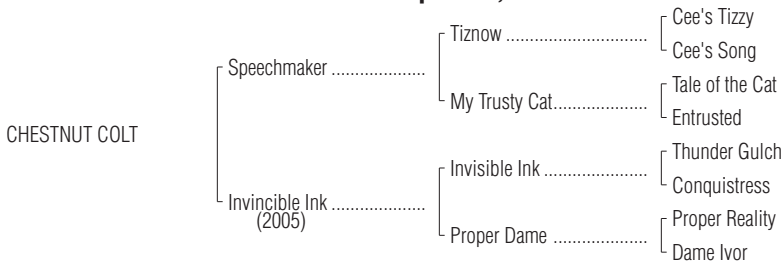 CHESTNUT COLT
Speechmaker ....................
Invincible Ink ....................
(2005)
Tiznow ..............................
My Trusty Cat....................
Invisible Ink ......................
Proper Dame ....................
Cee's Tizzy
Cee's Song
Tale of the Cat
Entrusted
Thunder Gulch
Conquistress
Proper Reality
Dame Ivor